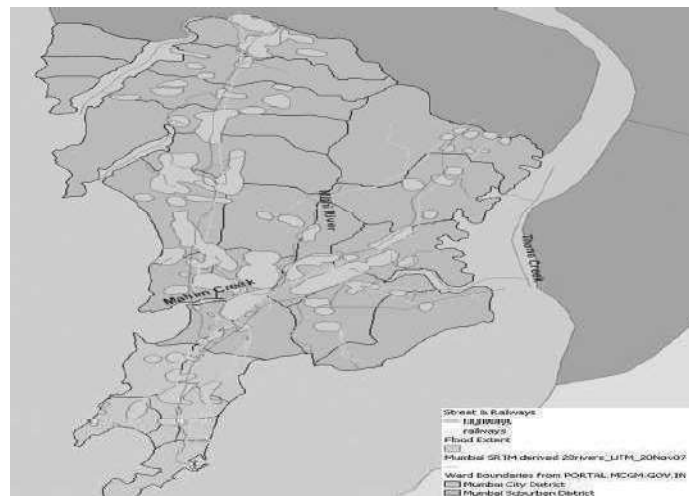 Mahim Creek
Mithi River
Thane Creek
Street & Railways
highways
railways
Flood Extent
Mumbai SRTM derived 20rivers_UTM_20Nov07
Ward Boundaries from PORTAL.MCGM.GOV.IN
Mumbai City District
Mumbai Suburban District